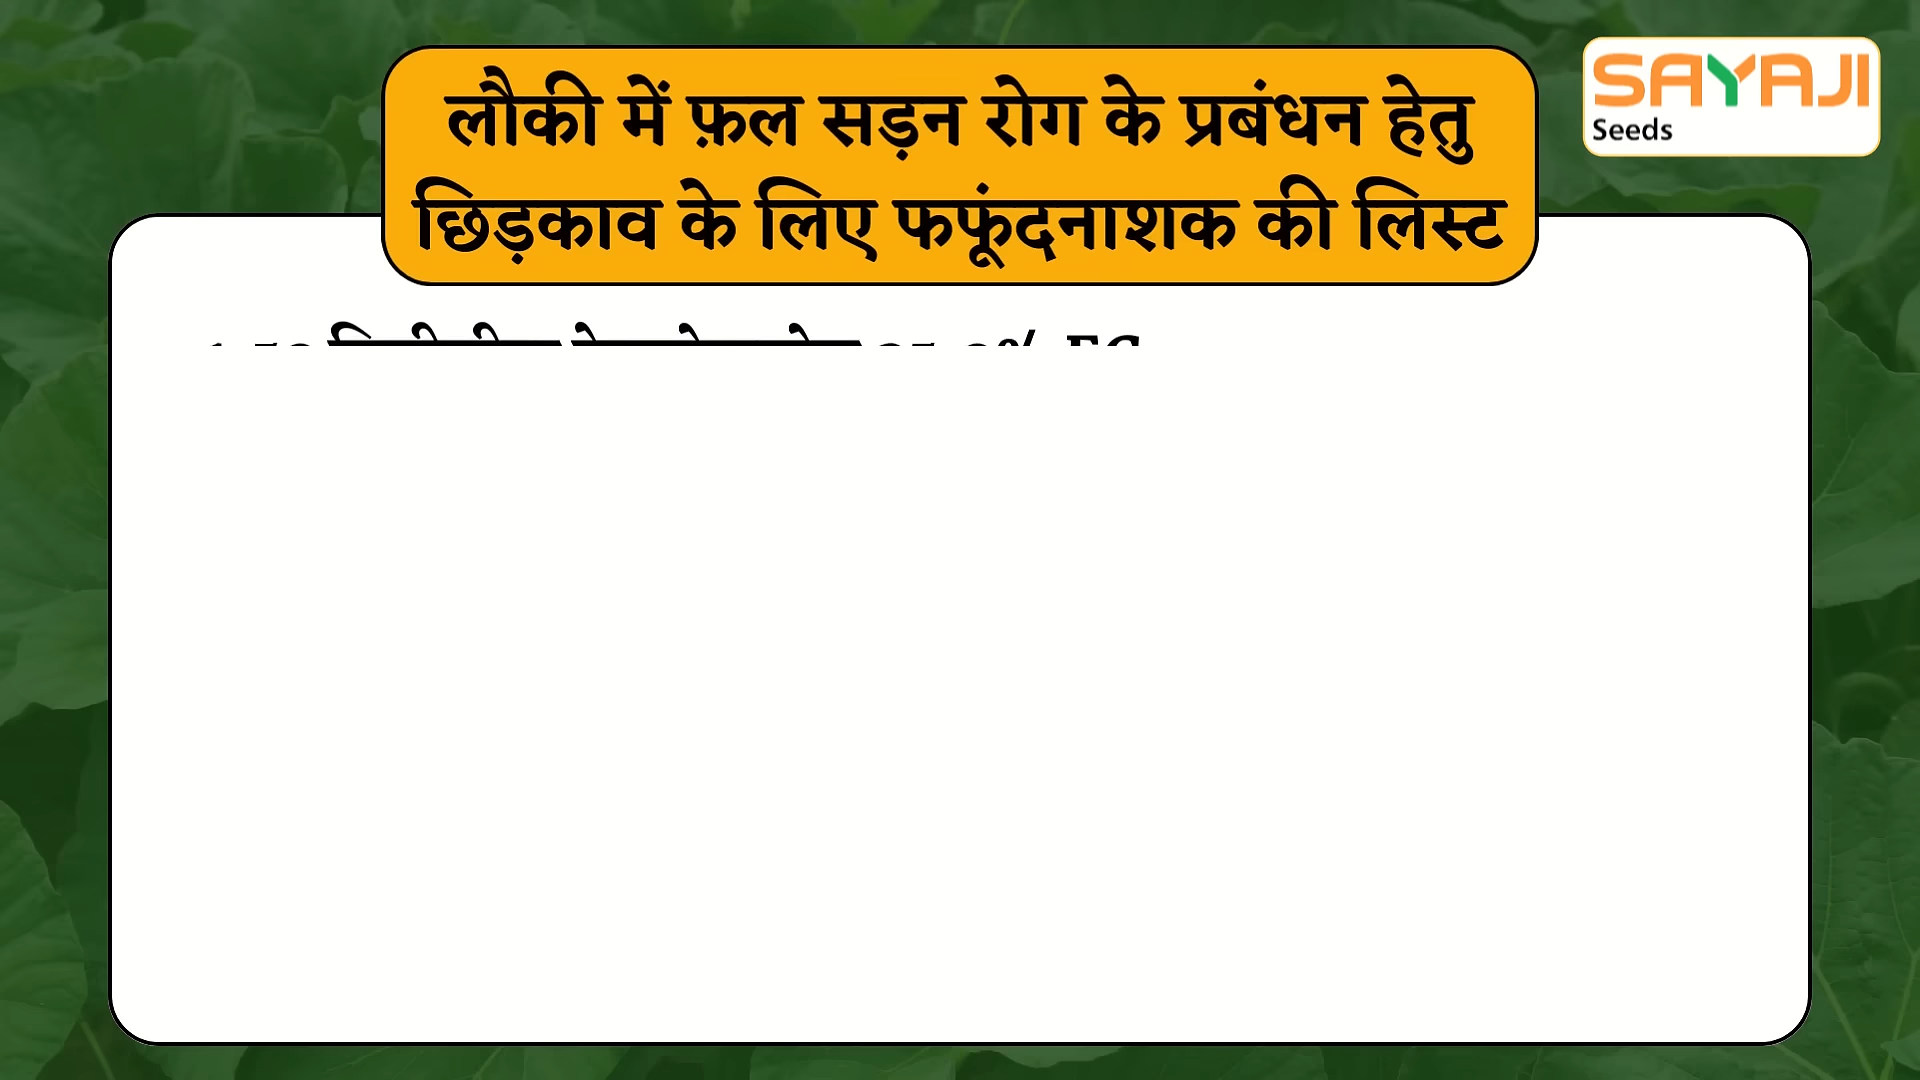 लौकी में फ़ल सड़न रोग के प्रबंधन हेतु
छिड़काव के लिए फफूंदनाशक की लिस्ट
SAYAJI
Seeds